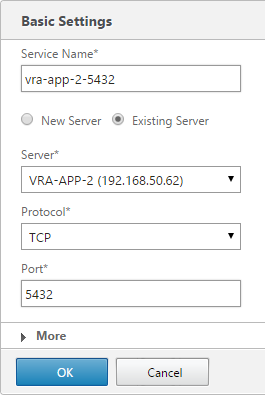 Basic Settings
Service Name*
vra-app-2-5432
New Server Existing Server
Server*
VRA-APP-2 (192.168.50.62)
Protocol*
TCP
Port*
5432
More
OK Cancel